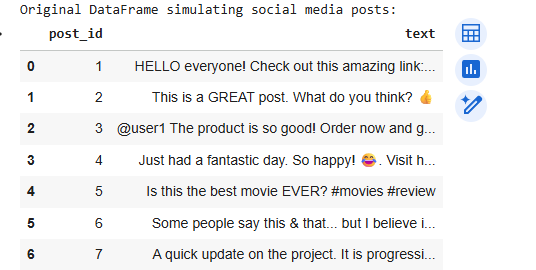 Original DataFrame simulating social media posts:
post_id text
0 1 HELLO everyone! Check out this amazing link:...
1 2 This is a GREAT post. What do you think? 👍
2 3 @user1 The product is so good! Order now and g...
3 4 Just had a fantastic day. So happy! 😂. Visit h...
4 5 Is this the best movie EVER? #movies #review
5 6 Some people say this & that... but I believe i...
6 7 A quick update on the project. It is progressi...